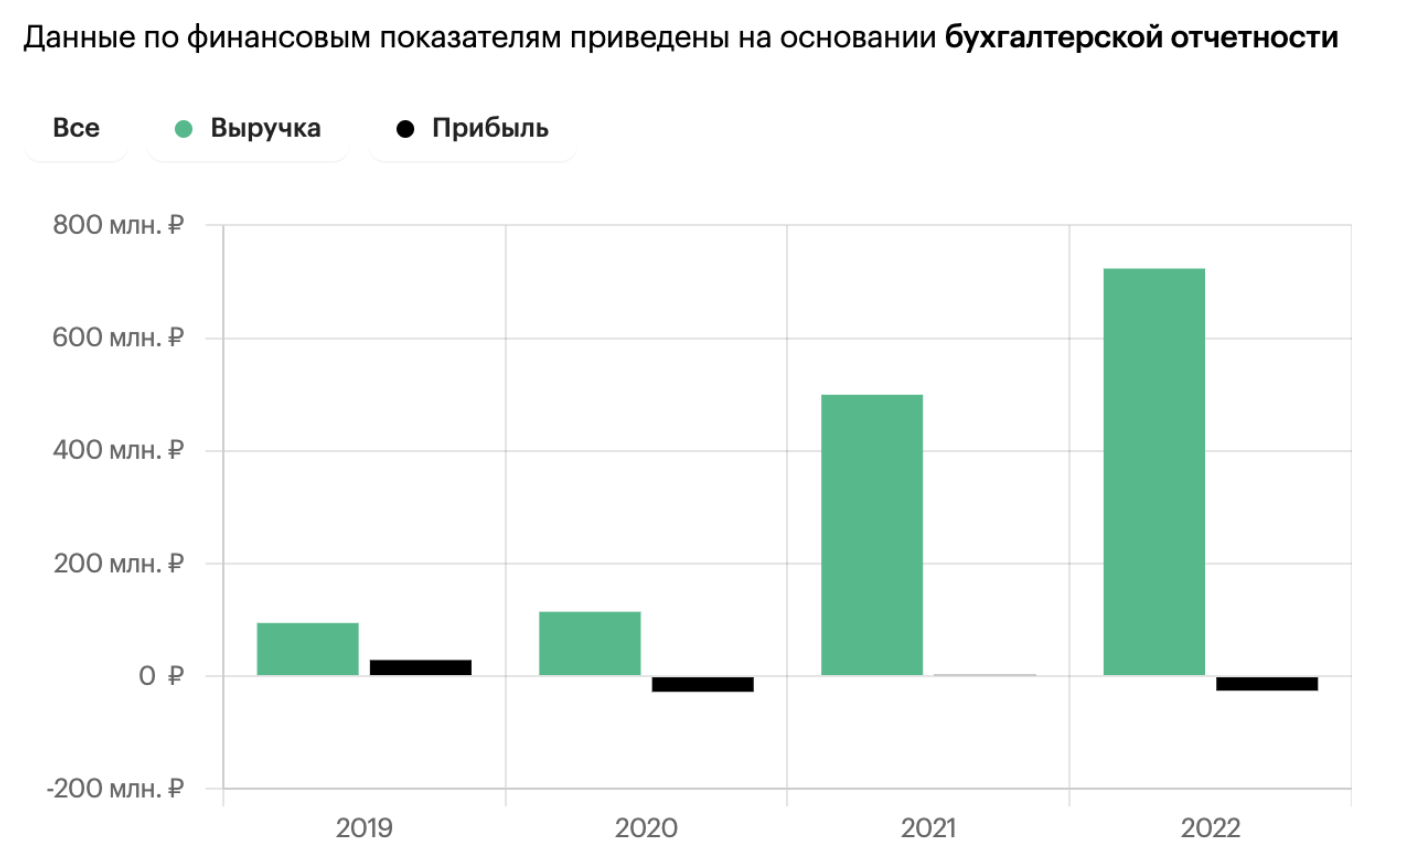 Данные по финансовым показателям приведены на основании бухгалтерской отчетности
Все Выручка Прибыль
800 млн. ₽
600 млн. ₽
400 млн. ₽
200 млн. ₽
0 ₽
-200 млн. ₽
2019 2020 2021 2022